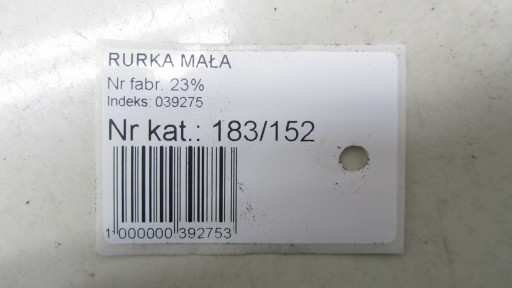 RURKA MAŁA
Nr fabr. 23%
Indeks: 039275
Nr kat.: 183/152
1 000000 392753